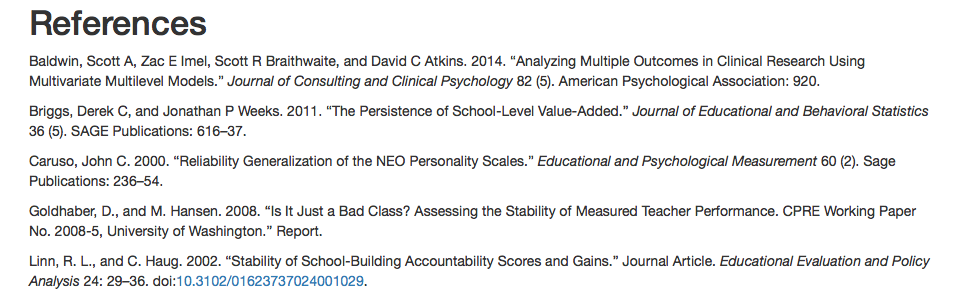 References
Baldwin, Scott A, Zac E Imel, Scott R Braithwaite, and David C Atkins. 2014. “Analyzing Multiple Outcomes in Clinical Research Using
Multivariate Multilevel Models.” Journal of Consulting and Clinical Psychology 82 (5). American Psychological Association: 920.
Briggs, Derek C, and Jonathan P Weeks. 2011. “The Persistence of School-Level Value-Added.” Journal of Educational and Behavioral Statistics
36 (5). SAGE Publications: 616–37.
Caruso, John C. 2000. “Reliability Generalization of the NEO Personality Scales.” Educational and Psychological Measurement 60 (2). Sage
Publications: 236–54.
Goldhaber, D., and M. Hansen. 2008. “Is It Just a Bad Class? Assessing the Stability of Measured Teacher Performance. CPRE Working Paper
No. 2008-5, University of Washington.” Report.
Linn, R. L., and C. Haug. 2002. “Stability of School-Building Accountability Scores and Gains.” Journal Article. Educational Evaluation and Policy
Analysis 24: 29–36. doi:10.3102/01623737024001029.